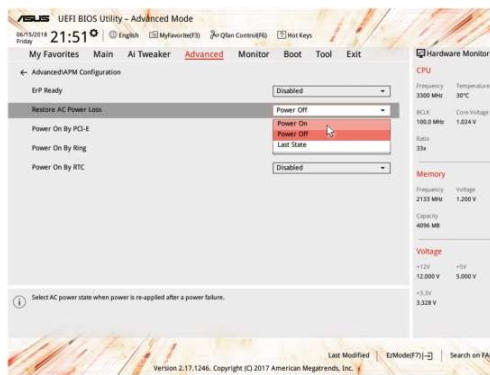 ASUS UEFI BIOS Utility – Advanced Mode
06/15/2018 Friday 21:51 English MyFavorite(F3) Qfan Control(F6) Hot Keys
My Favorites Main Ai Tweaker Advanced Monitor Boot Tool Exit
← Advanced\APM Configuration
ErP Ready Disabled
Restore AC Power Loss Power Off
Power On
Power Off
Last State
Power On By PCI-E
Power On By Ring
Power On By RTC Disabled
Select AC power state when power is re-applied after a power failure.
Hardware Monitor
CPU
Frequency Temperature
3300 MHz 30°C
BCLK Core Voltage
100.0 MHz 1.024 V
Ratio
33x
Memory
Frequency Voltage
2133 MHz 1.200 V
Capacity
4096 MB
Voltage
+12V +5V
12.000 V 5.000 V
+3.3V
3.328 V
Last Modified EzMode(F7) Search on FA
Version 2.17.1246. Copyright (C) 2017 American Megatrends, Inc.